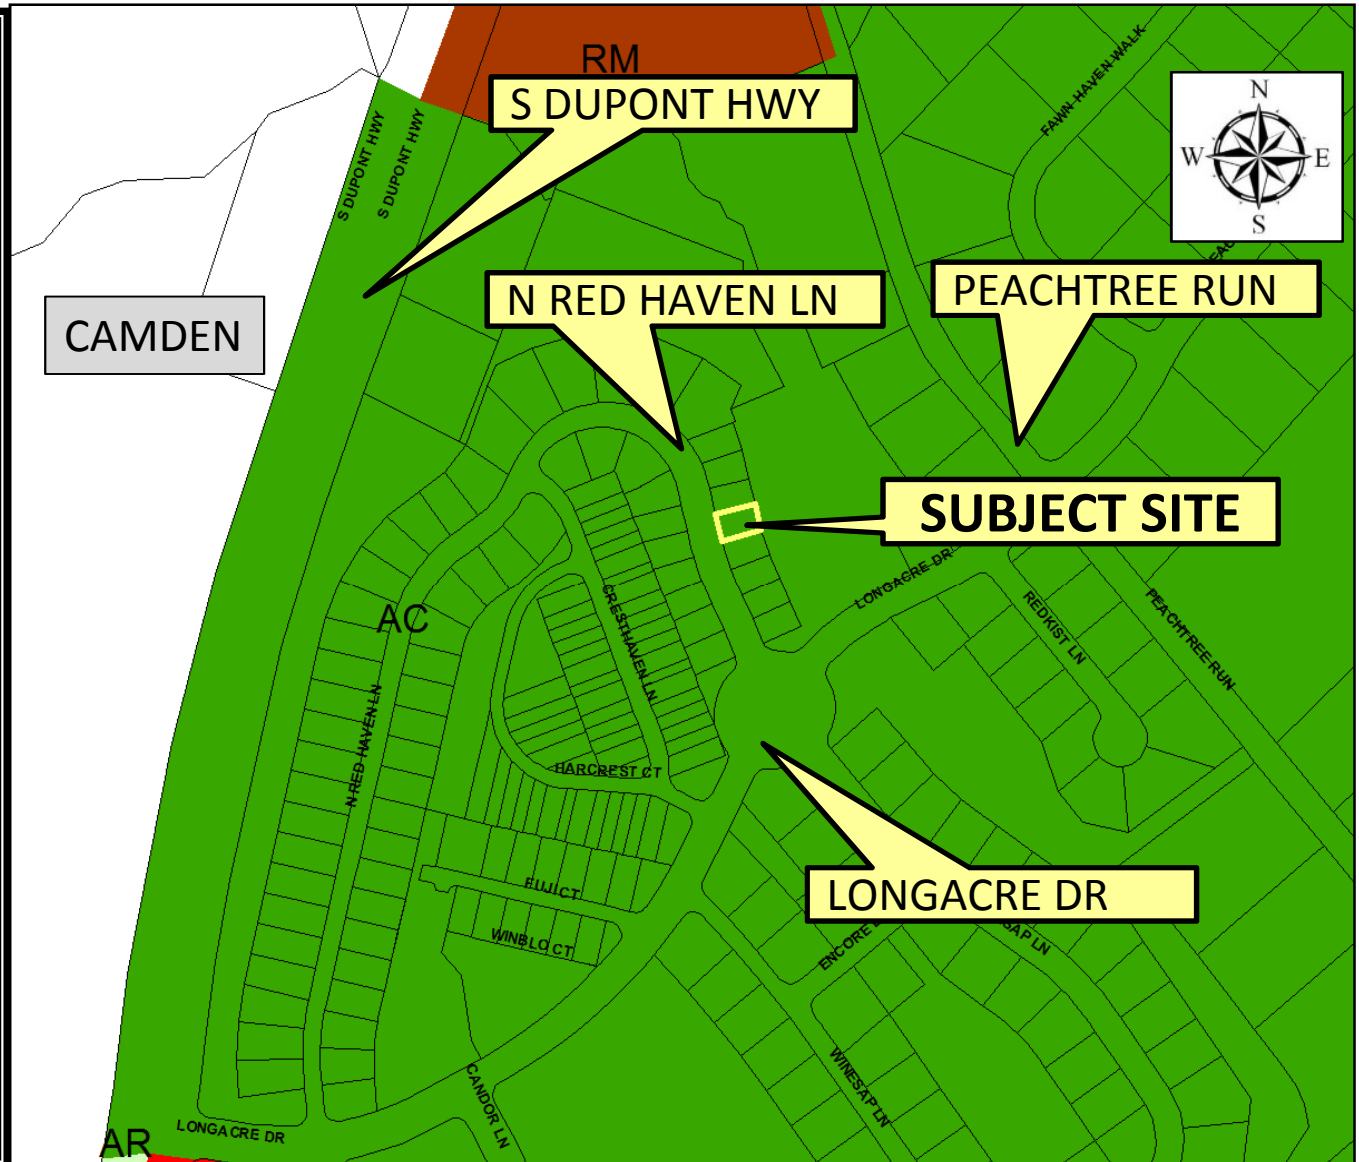 RM
S DUPONT HWY
FAWN HAVEN WALK
N
W
E
S
S DUPONT HWY
S DUPONT HWY
N RED HAVEN LN
PEACHTREE RUN
CAMDEN
SUBJECT SITE
LONGACRE DR
CRESTHAVEN LN
REDKIST LN
PEACHTREE RUN
AC
N RED HAVEN LN
HARCREST CT
LONGACRE DR
FUJI CT
WINBLO CT
ENCORE
WINESAP LN
CANDOR LN
LONGACRE DR
AR